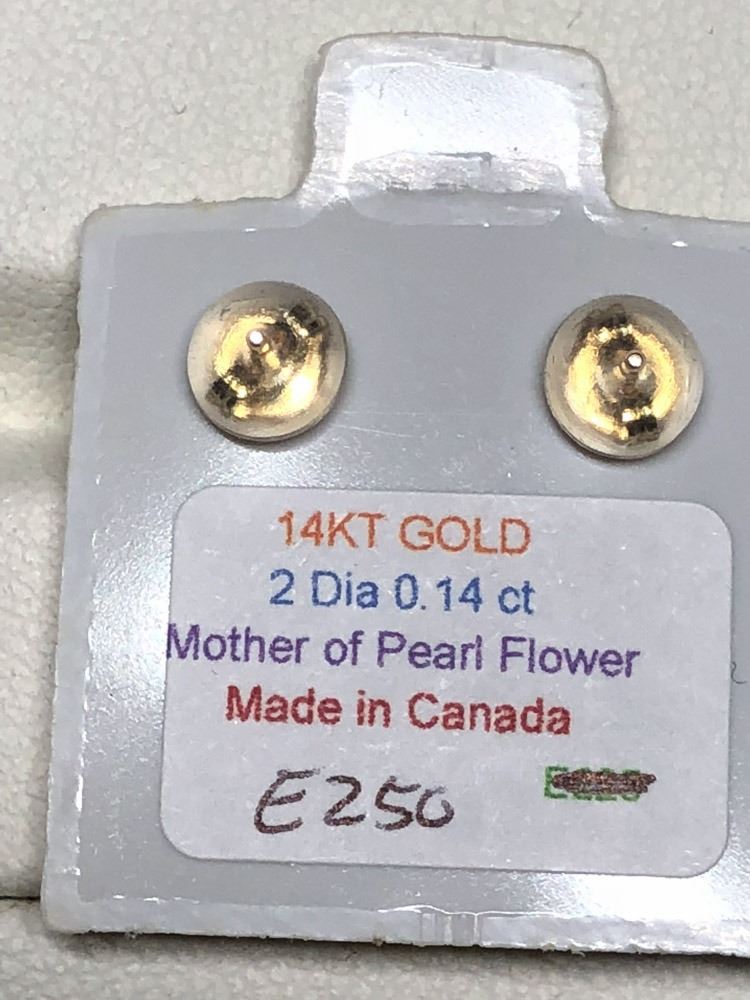 14KT GOLD
2 Dia 0.14 ct
Mother of Pearl Flower
Made in Canada
E250